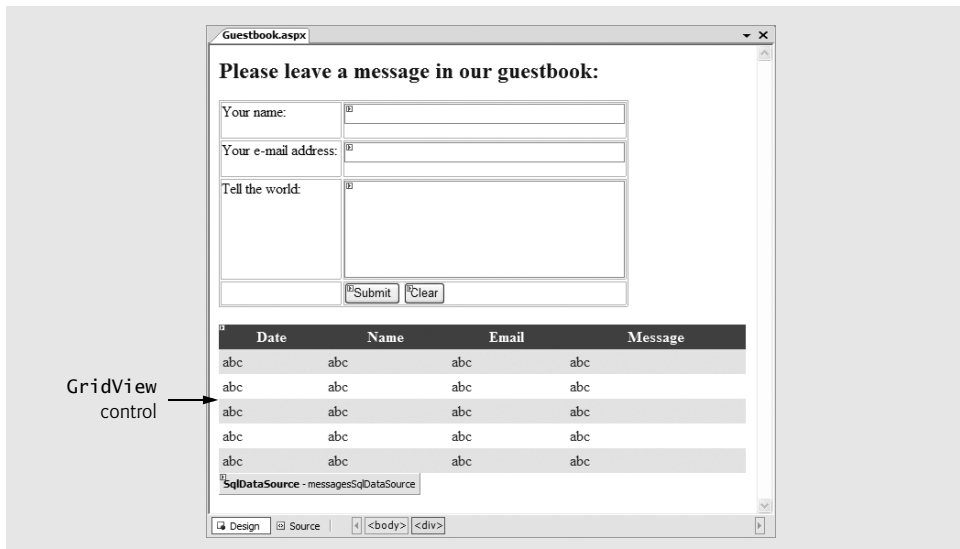 Guestbook.aspx
Please leave a message in our guestbook:
Your name:
Your e-mail address:
Tell the world:
Submit Clear
Date Name Email Message
abc abc abc abc
abc abc abc abc
GridView
control
abc abc abc abc
abc abc abc abc
abc abc abc abc
SqlDataSource - messagesSqlDataSource
Design Source <body> <div>